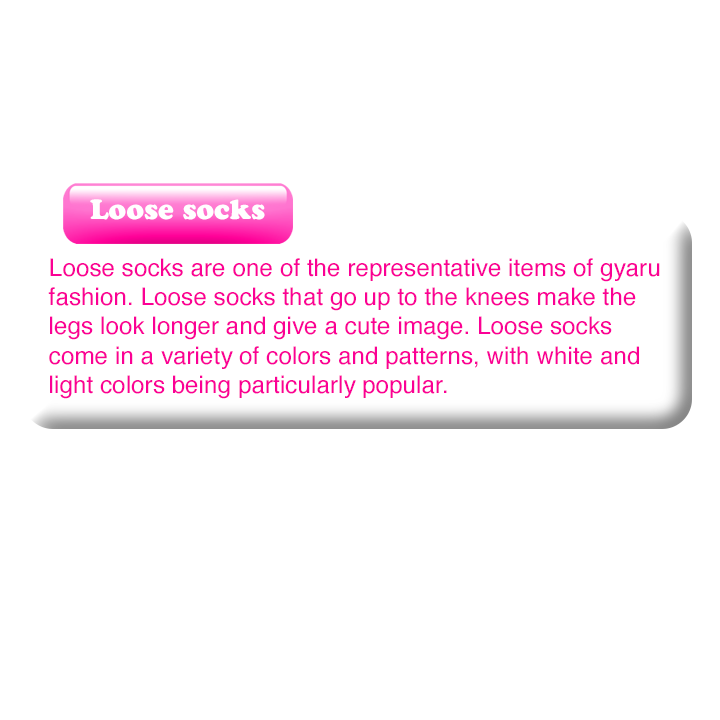 Loose socks
Loose socks are one of the representative items of gyaru
fashion. Loose socks that go up to the knees make the
legs look longer and give a cute image. Loose socks
come in a variety of colors and patterns, with white and
light colors being particularly popular.